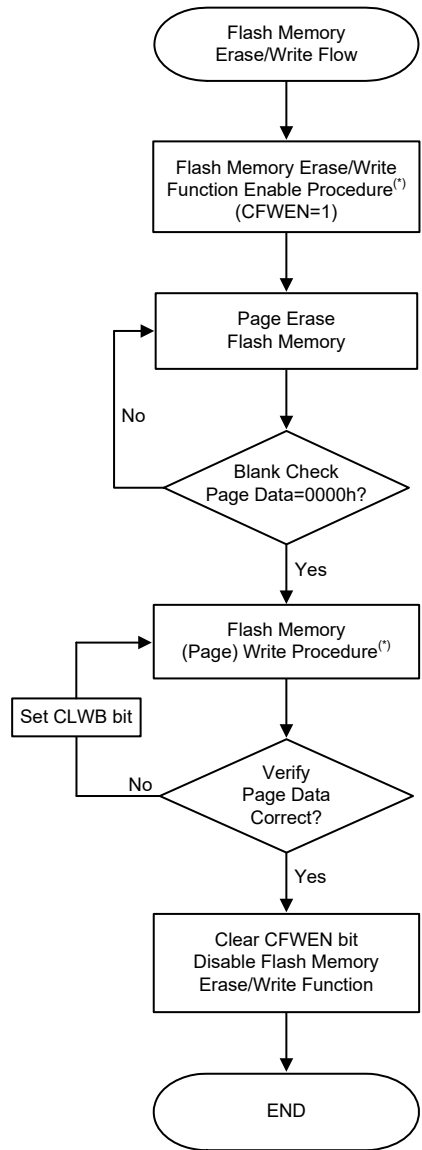 Flash Memory
Erase/Write Flow
Flash Memory Erase/Write
Function Enable Procedure(*)
(CFWEN=1)
Page Erase
Flash Memory
No
Blank Check
Page Data=0000h?
Yes
Flash Memory
(Page) Write Procedure(*)
Set CLWB bit
No
Verify
Page Data
Correct?
Yes
Clear CFWEN bit
Disable Flash Memory
Erase/Write Function
END